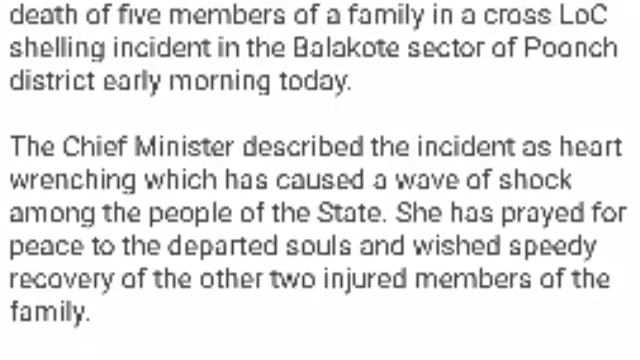 death of five members of a family in a cross LoC
shelling incident in the Balakote sector of Poonch
district early morning today.
The Chief Minister described the incident as heart
wrenching which has caused a wave of shock
among the people of the State. She has prayed for
peace to the departed souls and wished speedy
recovery of the other two injured members of the
family.